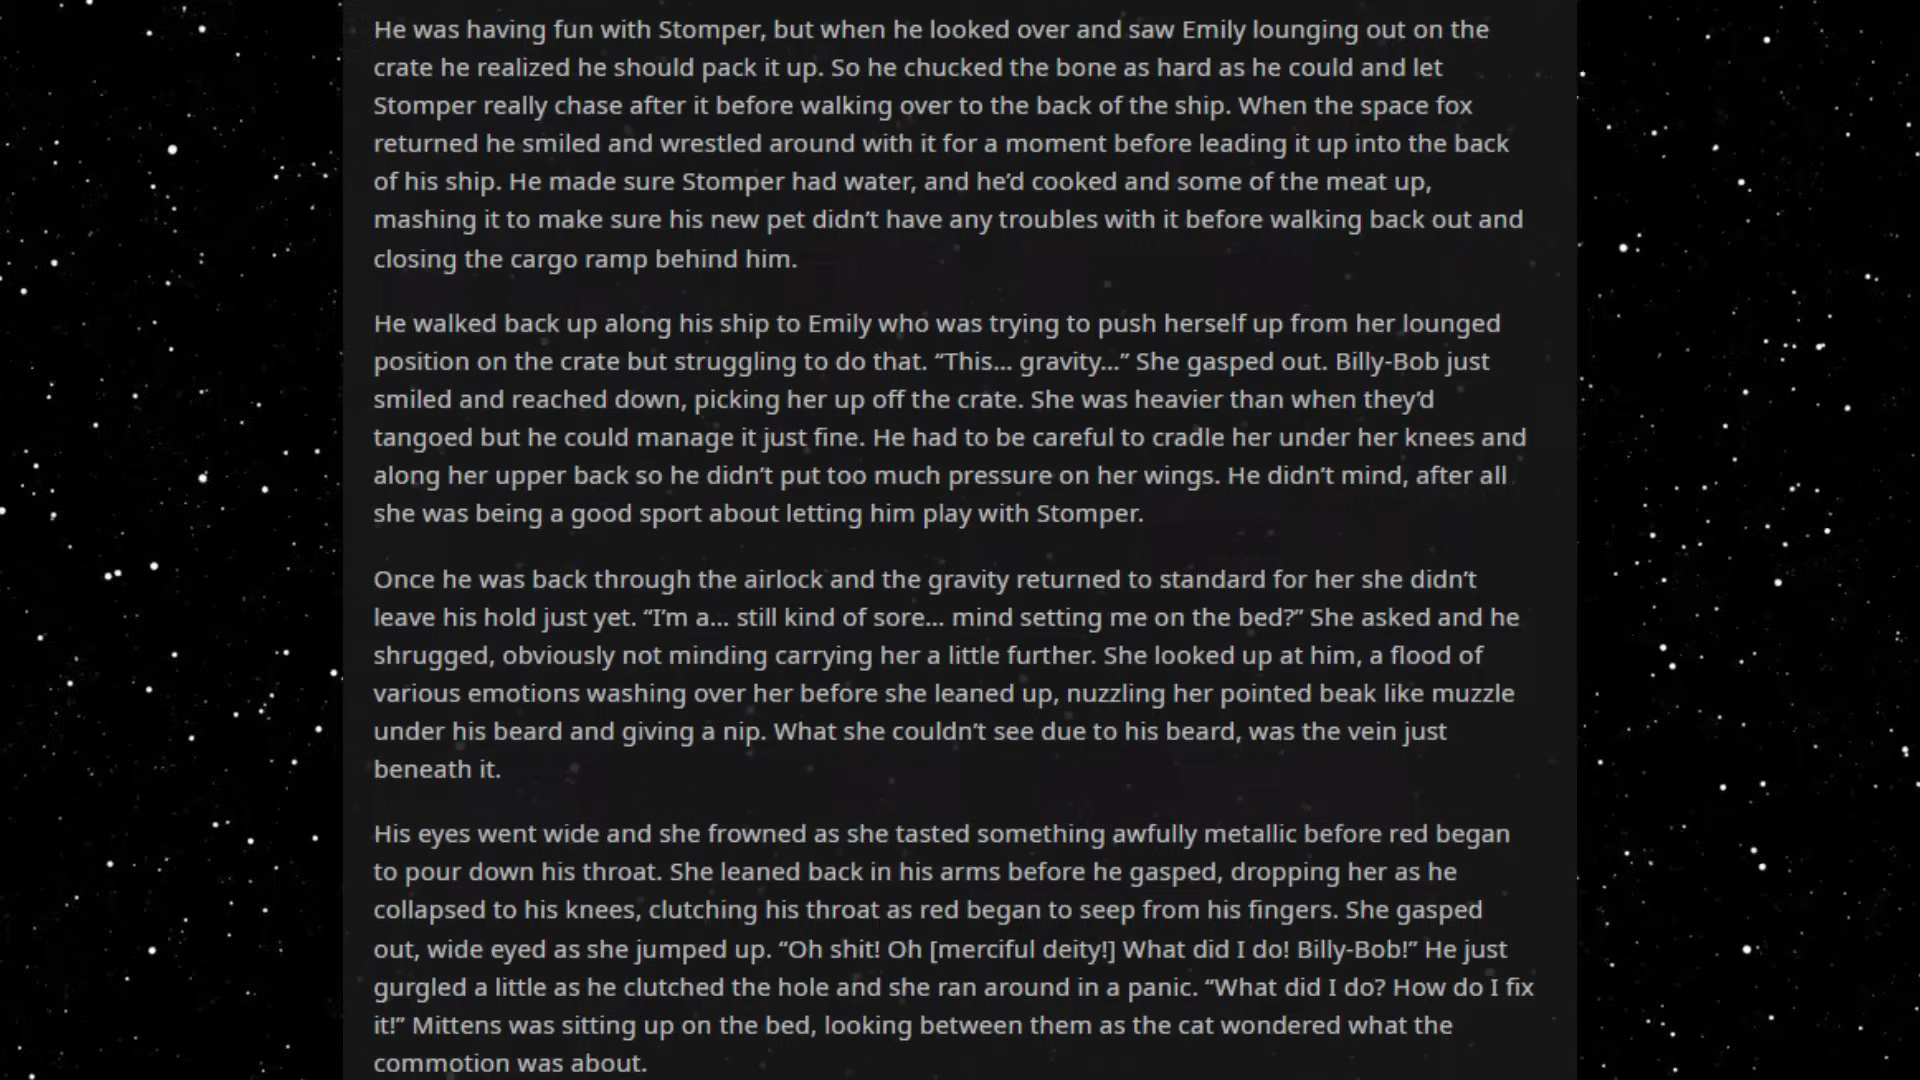 He was having fun with Stomper, but when he looked over and saw Emily lounging out on the
crate he realized he should pack it up. So he chucked the bone as hard as he could and let
Stomper really chase after it before walking over to the back of the ship. When the space fox
returned he smiled and wrestled around with it for a moment before leading it up into the back
of his ship. He made sure Stomper had water, and he’d cooked and some of the meat up,
mashing it to make sure his new pet didn’t have any troubles with it before walking back out and
closing the cargo ramp behind him.
He walked back up along his ship to Emily who was trying to push herself up from her lounged
position on the crate but struggling to do that. “This... gravity...” She gasped out. Billy-Bob just
smiled and reached down, picking her up off the crate. She was heavier than when they’d
tangoed but he could manage it just fine. He had to be careful to cradle her under her knees and
along her upper back so he didn’t put too much pressure on her wings. He didn’t mind, after all
she was being a good sport about letting him play with Stomper.
Once he was back through the airlock and the gravity returned to standard for her she didn’t
leave his hold just yet. “I’m a... still kind of sore... mind setting me on the bed?” She asked and he
shrugged, obviously not minding carrying her a little further. She looked up at him, a flood of
various emotions washing over her before she leaned up, nuzzling her pointed beak like muzzle
under his beard and giving a nip. What she couldn’t see due to his beard, was the vein just
beneath it.
His eyes went wide and she frowned as she tasted something awfully metallic before red began
to pour down his throat. She leaned back in his arms before he gasped, dropping her as he
collapsed to his knees, clutching his throat as red began to seep from his fingers. She gasped
out, wide eyed as she jumped up. “Oh shit! Oh [merciful deity!] What did I do! Billy-Bob!” He just
gurgled a little as he clutched the hole and she ran around in a panic. “What did I do? How do I fix
it!” Mittens was sitting up on the bed, looking between them as the cat wondered what the
commotion was about.